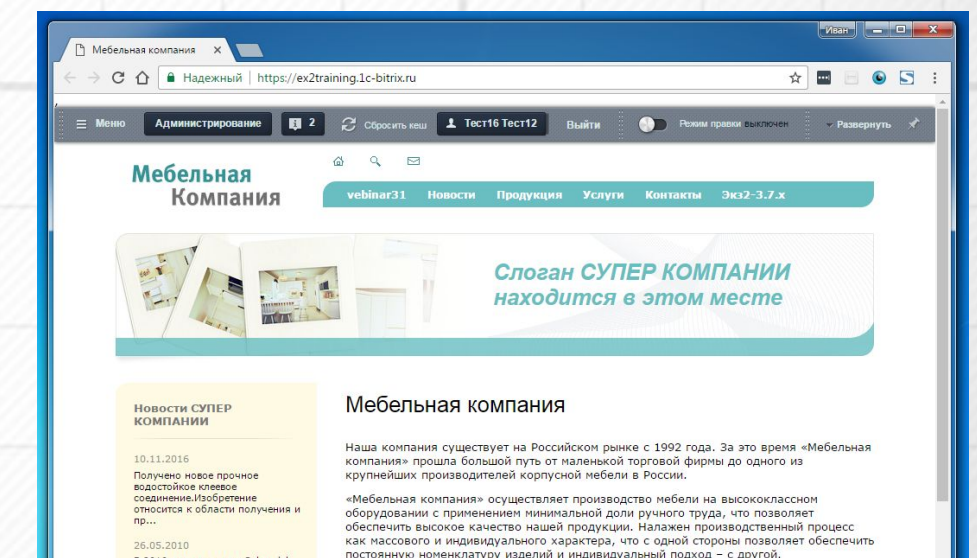 Иван
Мебельная компания
Надежный https://ex2training.1c-bitrix.ru
Меню Администрирование 2 Сбросить кеш Тест16 Тест12 Выйти Режим правки выключен Развернуть
Мебельная
Компания
vebinar31 Новости Продукция Услуги Контакты Экз2-3.7.x
Слоган СУПЕР КОМПАНИИ
находится в этом месте
Новости СУПЕР
КОМПАНИИ
10.11.2016
Получено новое прочное
водостойкое клеевое
соединение.Изобретение
относится к области получения и
пр...
26.05.2010
Мебельная компания
Наша компания существует на Российском рынке с 1992 года. За это время «Мебельная
компания» прошла большой путь от маленькой торговой фирмы до одного из
крупнейших производителей корпусной мебели в России.
«Мебельная компания» осуществляет производство мебели на высококлассном
оборудовании с применением минимальной доли ручного труда, что позволяет
обеспечить высокое качество нашей продукции. Налажен производственный процесс
как массового и индивидуального характера, что с одной стороны позволяет обеспечить
постоянную номенклатуру изделий и индивидуальный подход – с другой.